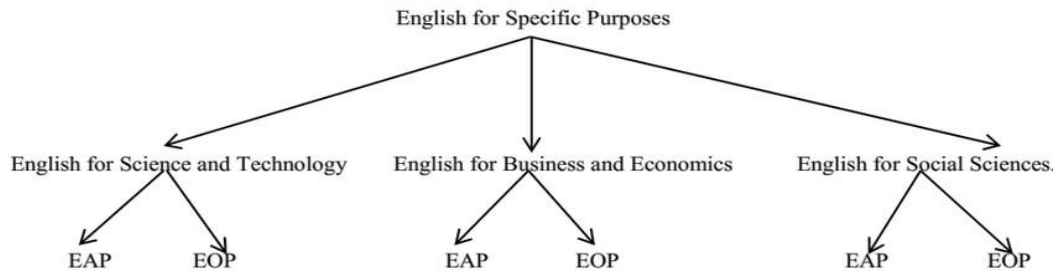 English for Specific Purposes
English for Science and Technology English for Business and Economics English for Social Sciences.
EAP EOP EAP EOP EAP EOP